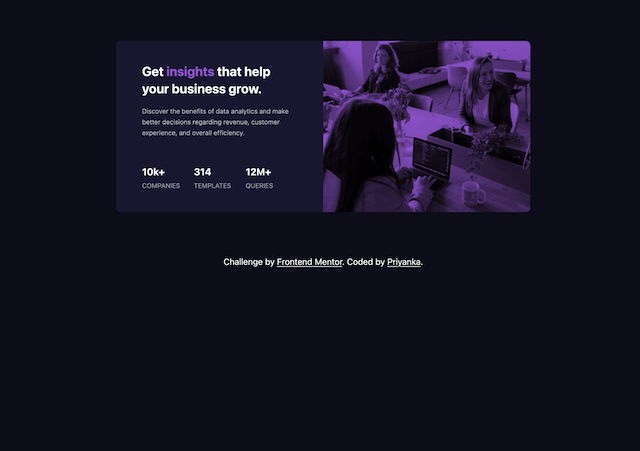 Get insights that help
your business grow.
Discover the benefits of data analytics and make
better decisions regarding revenue, customer
experience, and overall efficiency.
10k+ 314 12M+
COMPANIES TEMPLATES QUERIES
Challenge by Frontend Mentor. Coded by Priyanka.